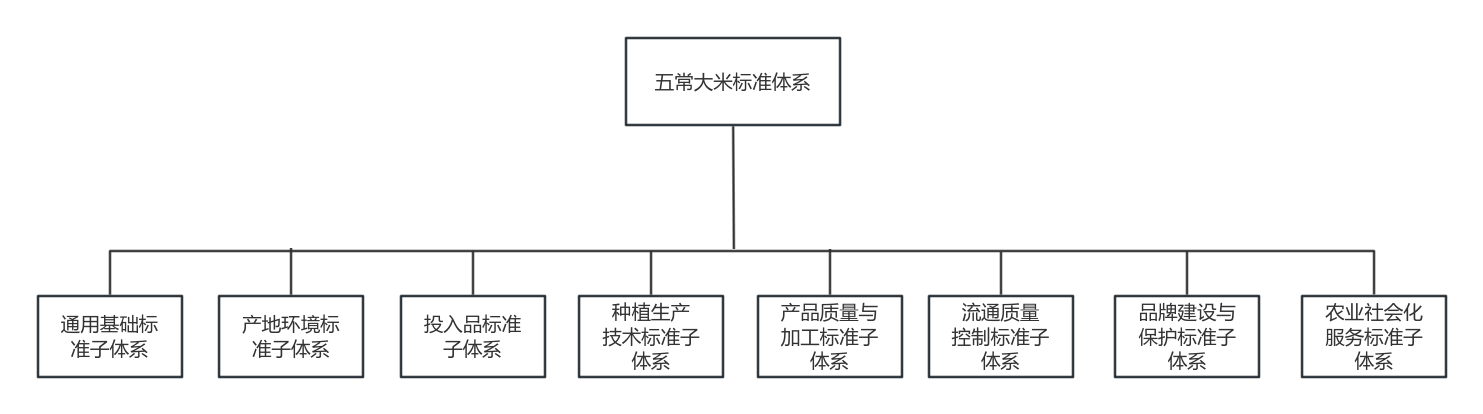 五常大米标准体系
通用基础标
准子体系
产地环境标
准子体系
投入品标准
子体系
种植生产
技术标准子
体系
产品质量与
加工标准子
体系
流通质量
控制标准子
体系
品牌建设与
保护标准子
体系
农业社会化
服务标准子
体系